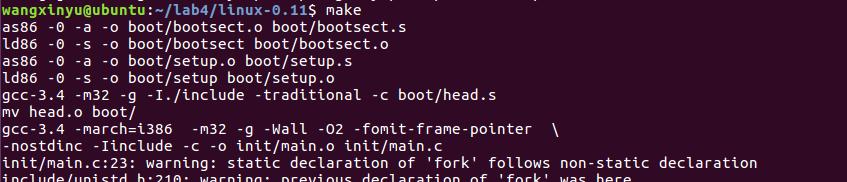 wangxinyu@ubuntu:~/lab4/linux-0.11$ make
as86 -0 -a -o boot/bootsect.o boot/bootsect.s
ld86 -0 -s -o boot/bootsect boot/bootsect.o
as86 -0 -a -o boot/setup.o boot/setup.s
ld86 -0 -s -o boot/setup boot/setup.o
gcc-3.4 -m32 -g -I./include -traditional -c boot/head.s
mv head.o boot/
gcc-3.4 -march=i386  -m32 -g -Wall -O2 -fomit-frame-pointer  \
-nostdinc -Iinclude -c -o init/main.o init/main.c
init/main.c:23: warning: static declaration of 'fork' follows non-static declaration
include/unistd.h:210: warning: previous declaration of 'fork' was here